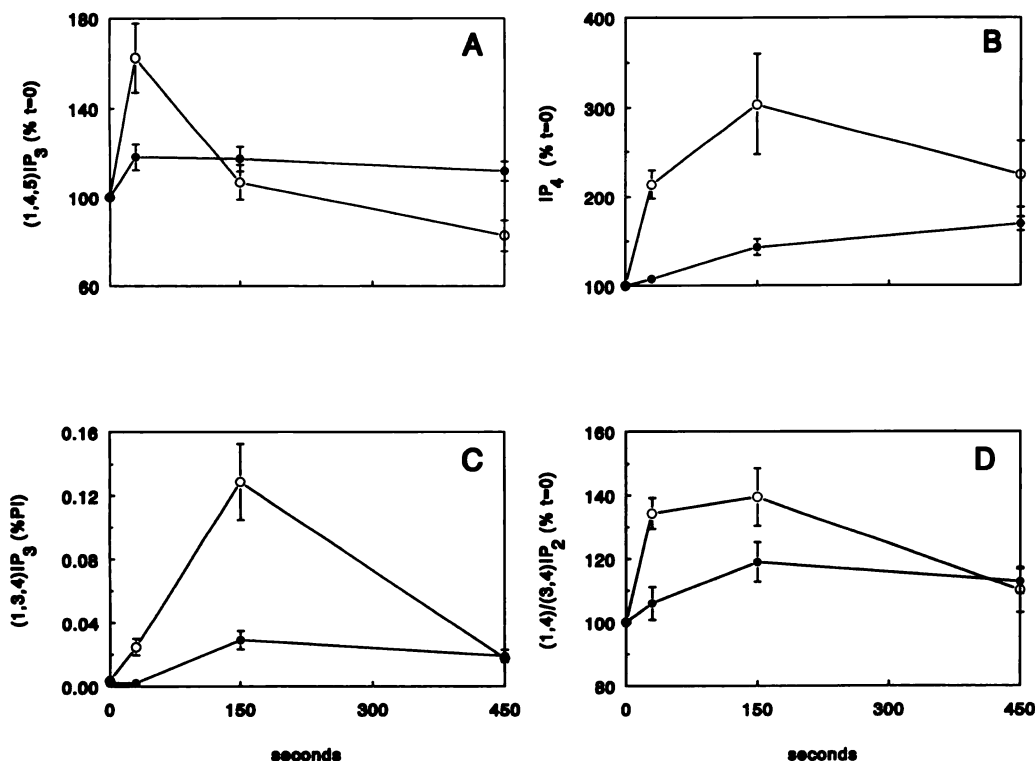 A
(1,4,5)IP3 (% t=0)
180
140
100
60
B
IP4 (% t=0)
400
300
200
100
C
(1,3,4)IP3 (%PI)
0.16
0.12
0.08
0.04
0.00
0 150 300 450
seconds
D
(1,4)/(3,4)IP2 (% t=0)
160
140
120
100
80
0 150 300 450
seconds